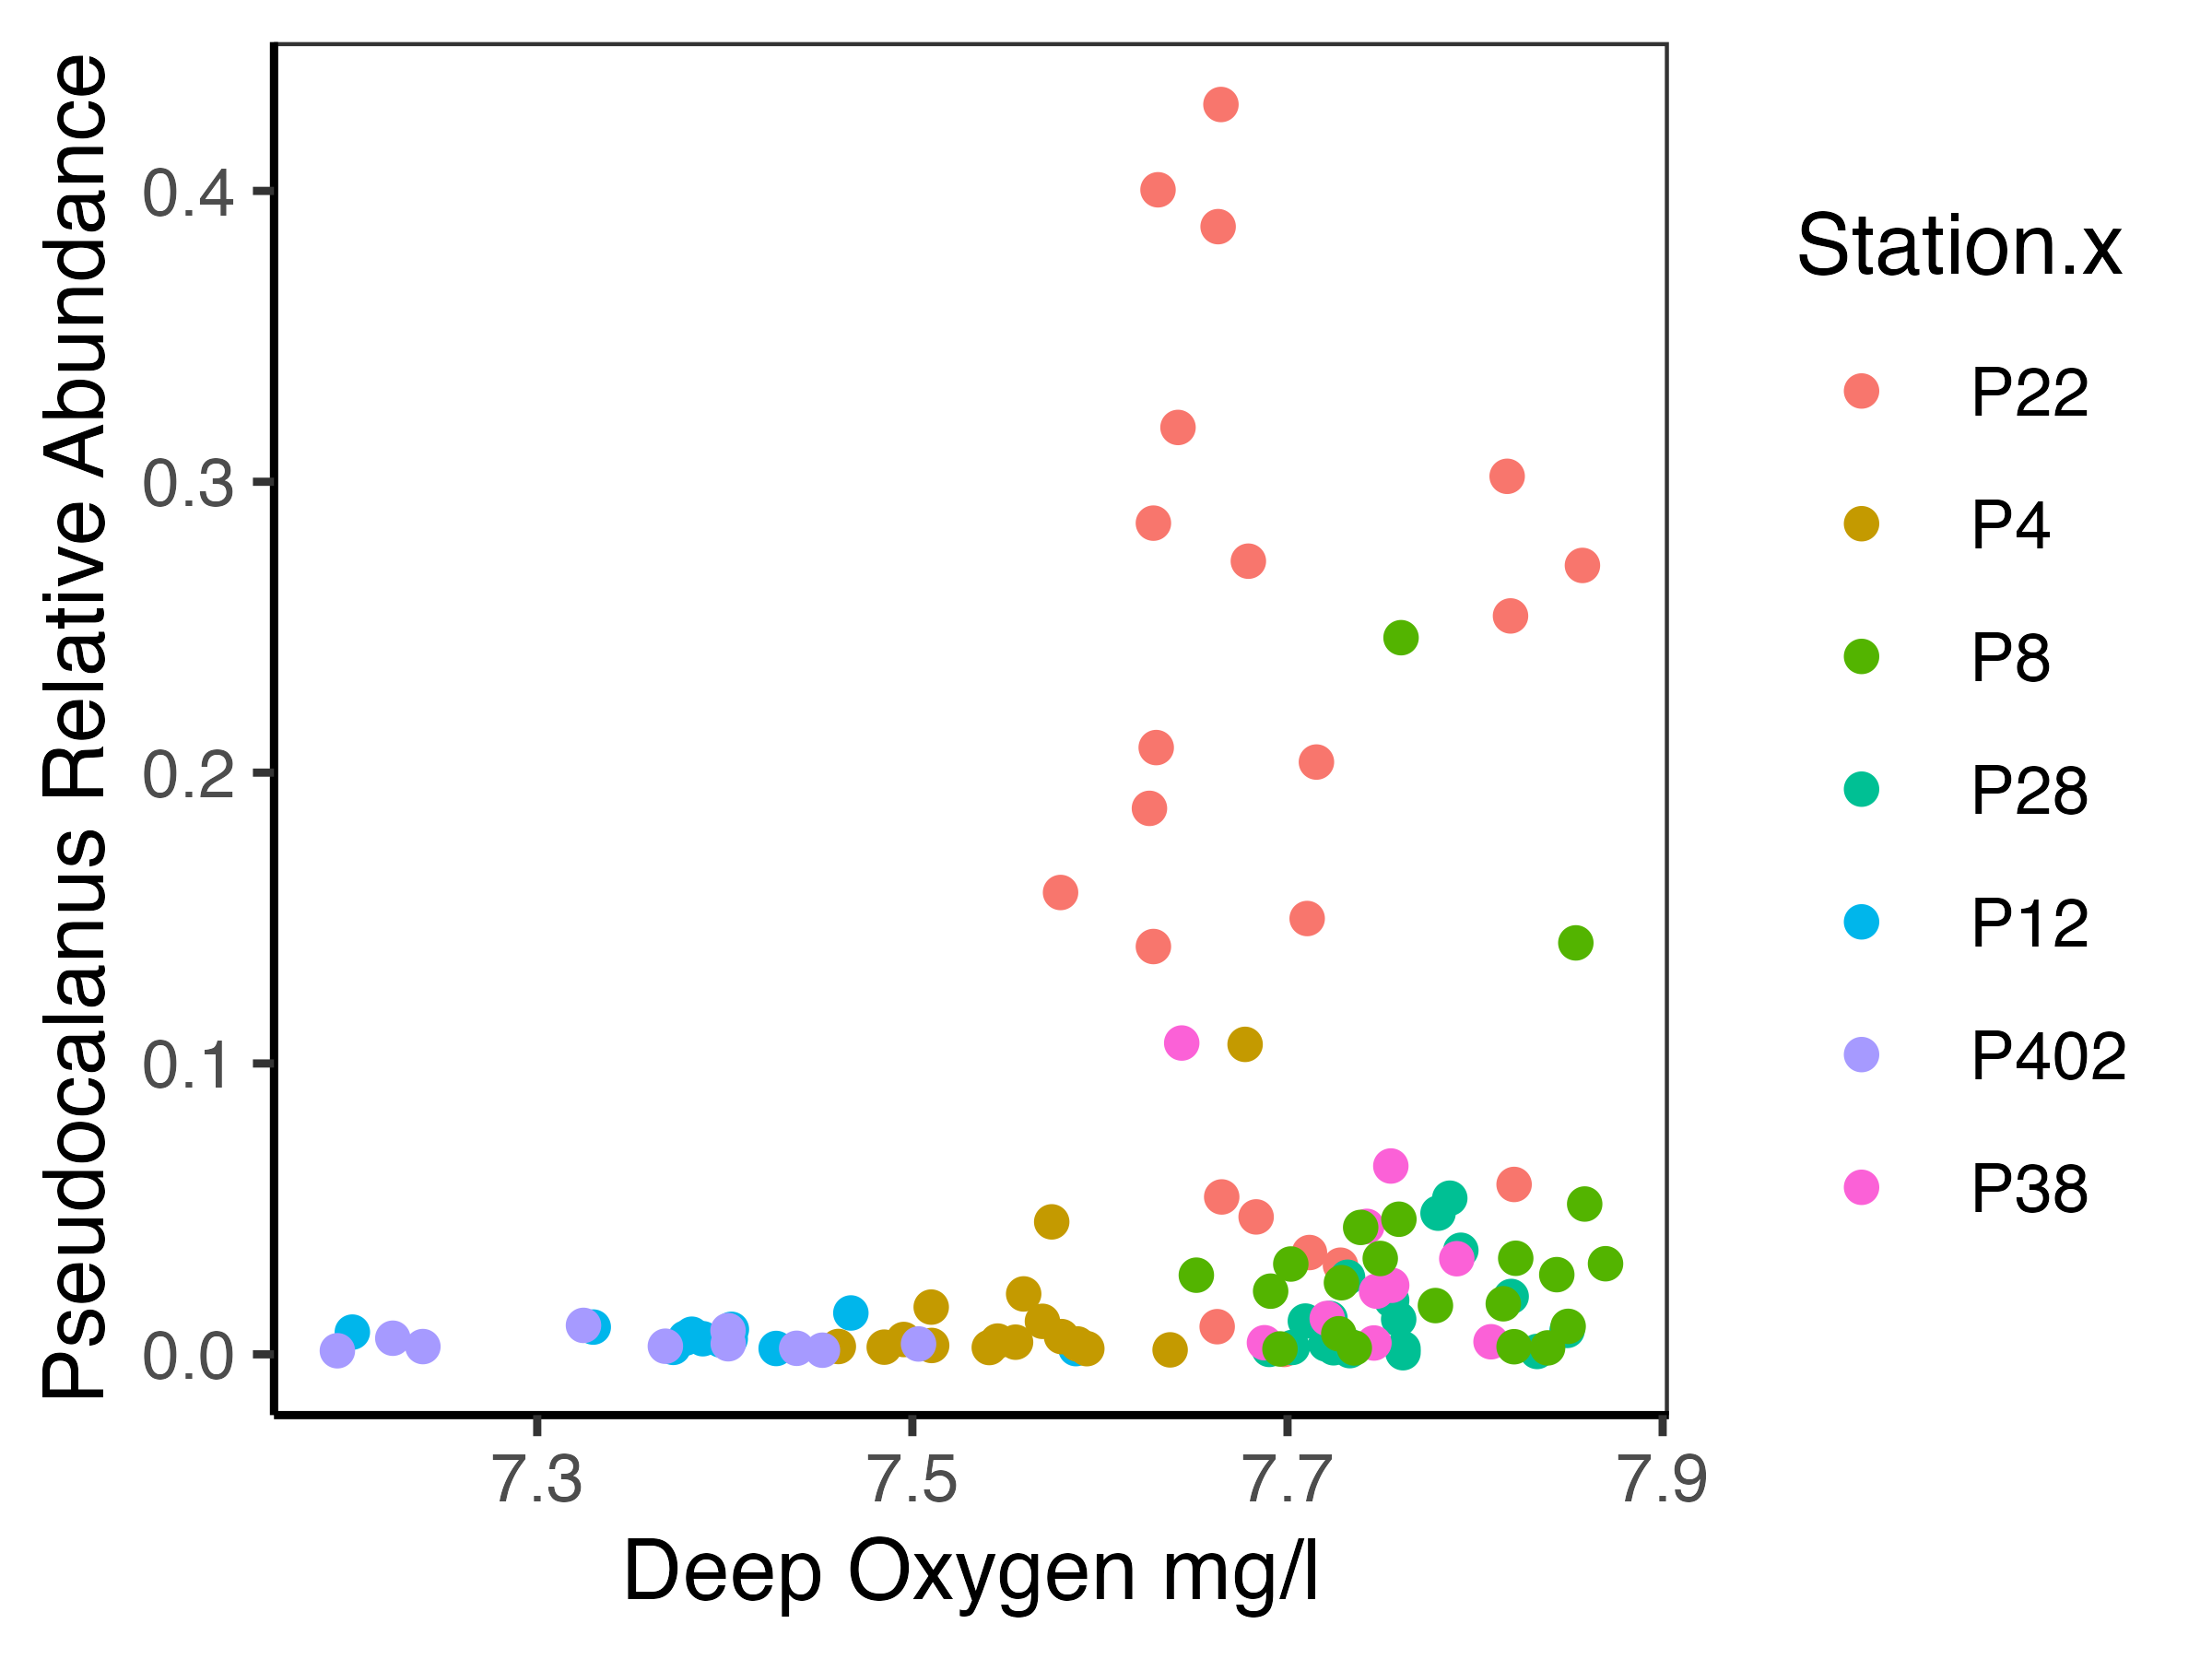 Pseudocalanus Relative Abundance
0.4
0.3
0.2
0.1
0.0
7.3 7.5 7.7 7.9
Deep Oxygen mg/l
Station.x
P22
P4
P8
P28
P12
P402
P38